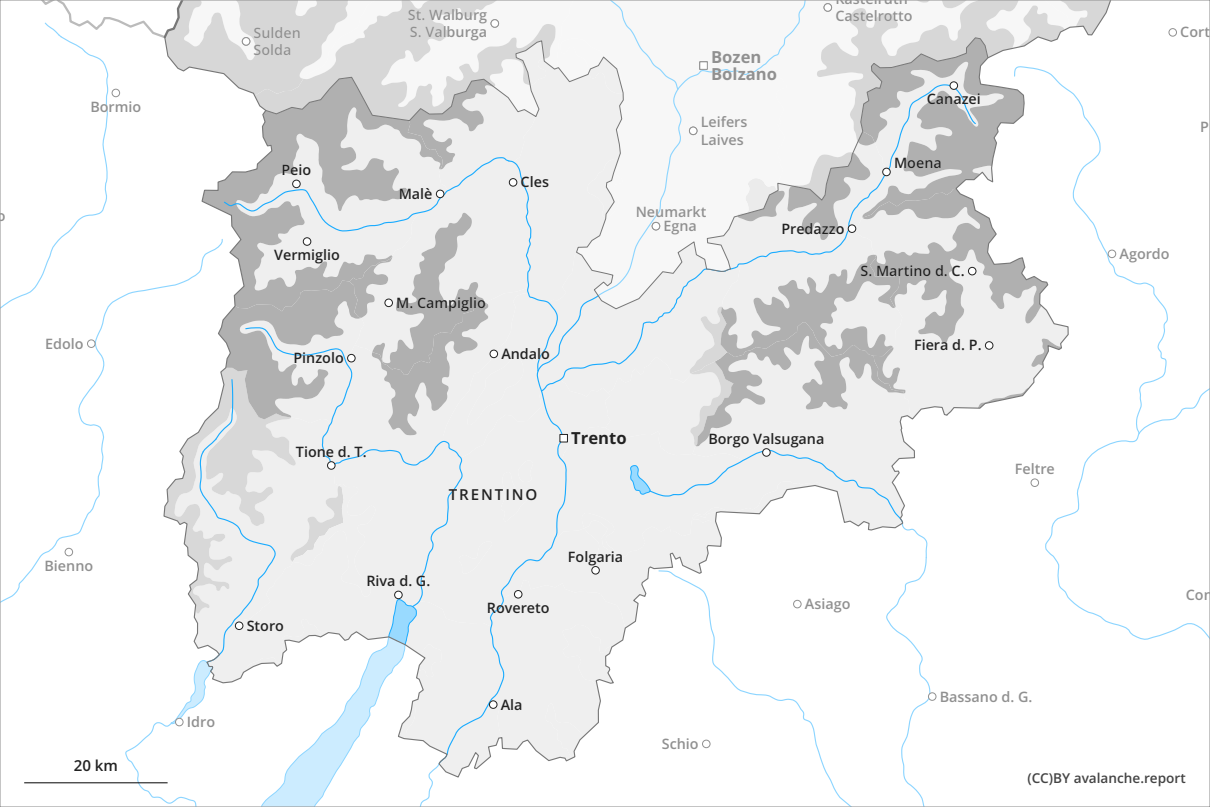 Kastelruth
Castelrotto
St. Walburg
S. Valburga
Sulden
Solda
Cort
Bozen
Bolzano
Bormio
Canazei
Leifers
Laives
P
Moena
Peio
Malè
Cles
Neumarkt
Egna
Predazzo
Vermiglio
Agordo
S. Martino d. C.
M. Campiglio
Edolo
Fiera d. P.
Pinzolo
Andalo
Trento
Borgo Valsugana
Tione d. T.
Feltre
TRENTINO
Folgaria
Bienno
Riva d. G.
Cor
Rovereto
Asiago
Storo
Bassano d. G.
Ala
Idro
Schio
20 km
(CC)BY avalanche.report